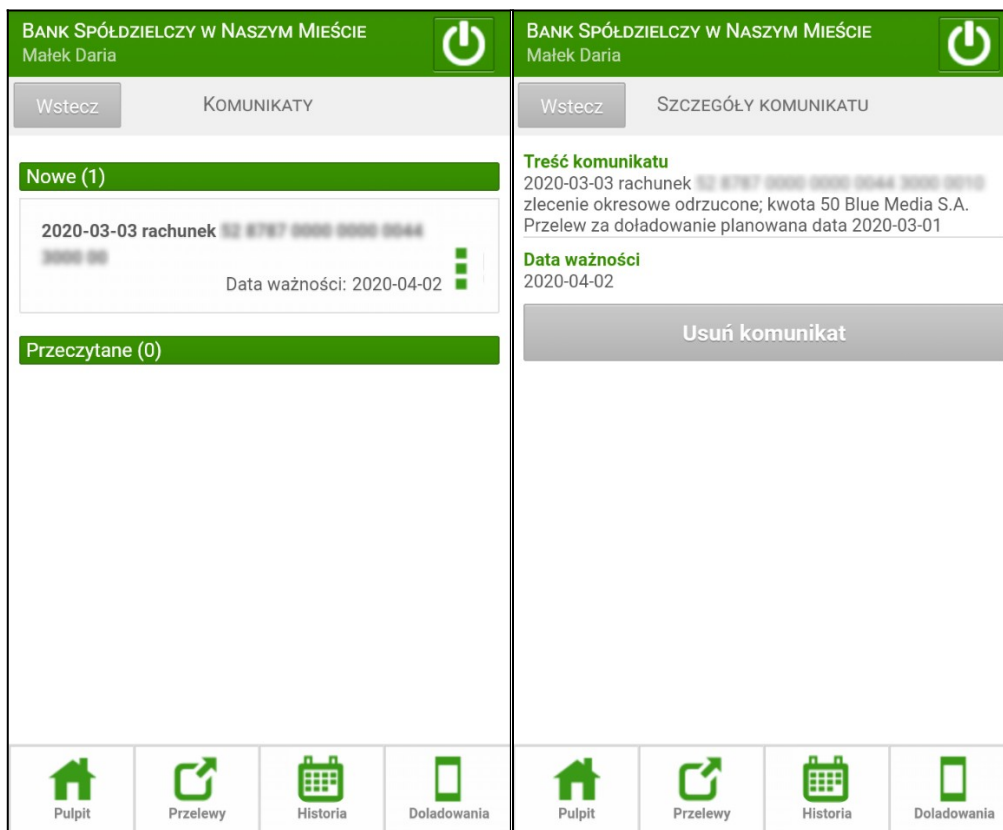 BANK SPÓŁDZIELCZY W NASZYM MIEŚCIE
Małek Daria
Wstecz
KOMUNIKATY
Nowe (1)
2020-03-03 rachunek
Data ważności: 2020-04-02
Przeczytane (0)
Pulpit
Przelewy
Historia
Doladowania
BANK SPÓŁDZIELCZY W NASZYM MIEŚCIE
Małek Daria
Wstecz
SZCZEGÓŁY KOMUNIKATU
Treść komunikatu
2020-03-03 rachunek
zlecenie okresowe odrzucone; kwota 50 Blue Media S.A.
Przelew za doładowanie planowana data 2020-03-01
Data ważności
2020-04-02
Usuń komunikat
Pulpit
Przelewy
Historia
Doladowania